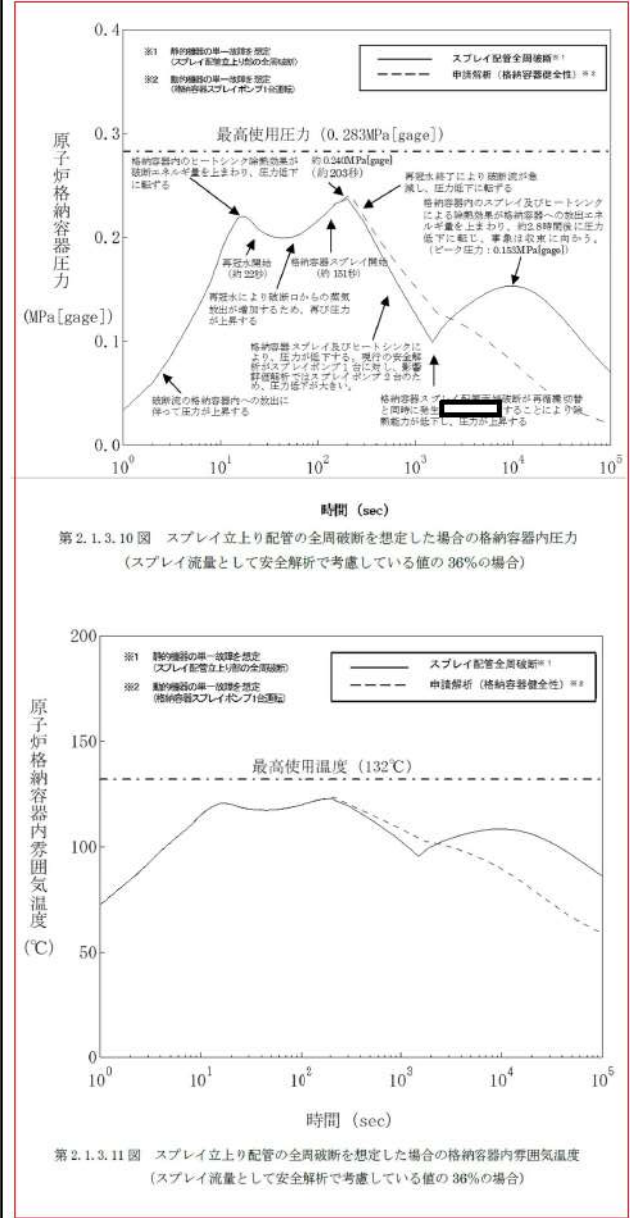 0.4
※1 静的機器の単一故障を想定
(スプレイ配管立上り部の全周破断)
※2 動的機器の単一故障を想定
(格納容器スプレイポンプ1台運転)
スプレイ配管全周破断※1
申請解析(格納容器健全性)※2
最高使用圧力 (0.283MPa[gage])
0.3
原子炉格納容器圧力
(MPa[gage])
格納容器内のヒートシンク除熱効果が
破断エネルギ量を上まわり、圧力低下
に転ずる
約0.240MPa[gage]
(約203秒)
再冠水終了により破断流が急
減し、圧力低下に転ずる
格納容器内のスプレイ及びヒートシンク
による除熱効果が格納容器への放出エネ
ルギ量を上まわり、約2.8時間後に圧力
低下に転じ、事象は収束に向かう。
(ピーク圧力:0.153MPa[gage])
0.2
再冠水開始
(約22秒)
格納容器スプレイ開始
(約151秒)
再冠水により破断口からの蒸気
放出が増加するため、再び圧力
が上昇する
0.1
格納容器スプレイ及びヒートシンクに
より、圧力が低下する。現行の安全解
析がスプレイポンプ1台に対し、影響
評価解析ではスプレイポンプ2台のた
め、圧力低下が大きい。
破断流の格納容器内への放出に
伴って圧力が上昇する
格納容器スプレイ配管全周破断が再循環切替
と同時に発生 することにより除
熱能力が低下し、圧力が上昇する
0.0
10⁰ 10¹ 10² 10³ 10⁴ 10⁵
時間 (sec)
第2.1.3.10図 スプレイ立上り配管の全周破断を想定した場合の格納容器内圧力
(スプレイ流量として安全解析で考慮している値の36%の場合)
200
※1 静的機器の単一故障を想定
(スプレイ配管立上り部の全周破断)
※2 動的機器の単一故障を想定
(格納容器スプレイポンプ1台運転)
スプレイ配管全周破断※1
申請解析(格納容器健全性)※2
150
最高使用温度 (132℃)
原子炉格納容器内雰囲気温度
(℃)
100
50
0
10⁰ 10¹ 10² 10³ 10⁴ 10⁵
時間 (sec)
第2.1.3.11図 スプレイ立上り配管の全周破断を想定した場合の格納容器内雰囲気温度
(スプレイ流量として安全解析で考慮している値の36%の場合)